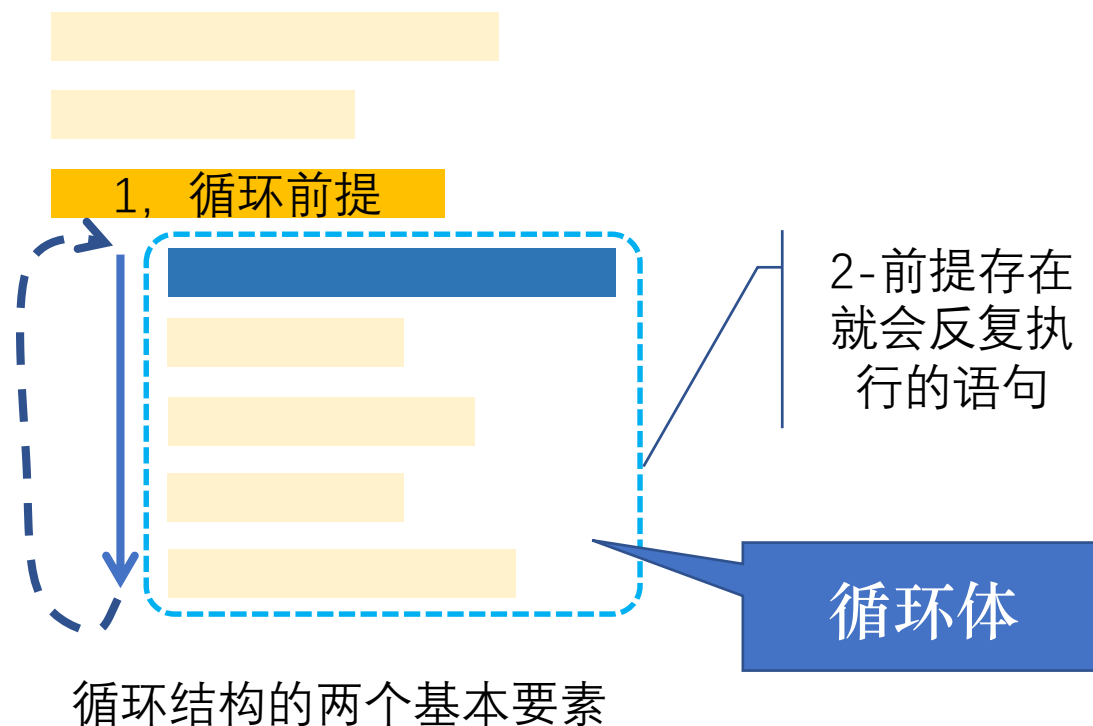 1，循环前提
2-前提存在
就会反复执
行的语句
循环体
循环结构的两个基本要素